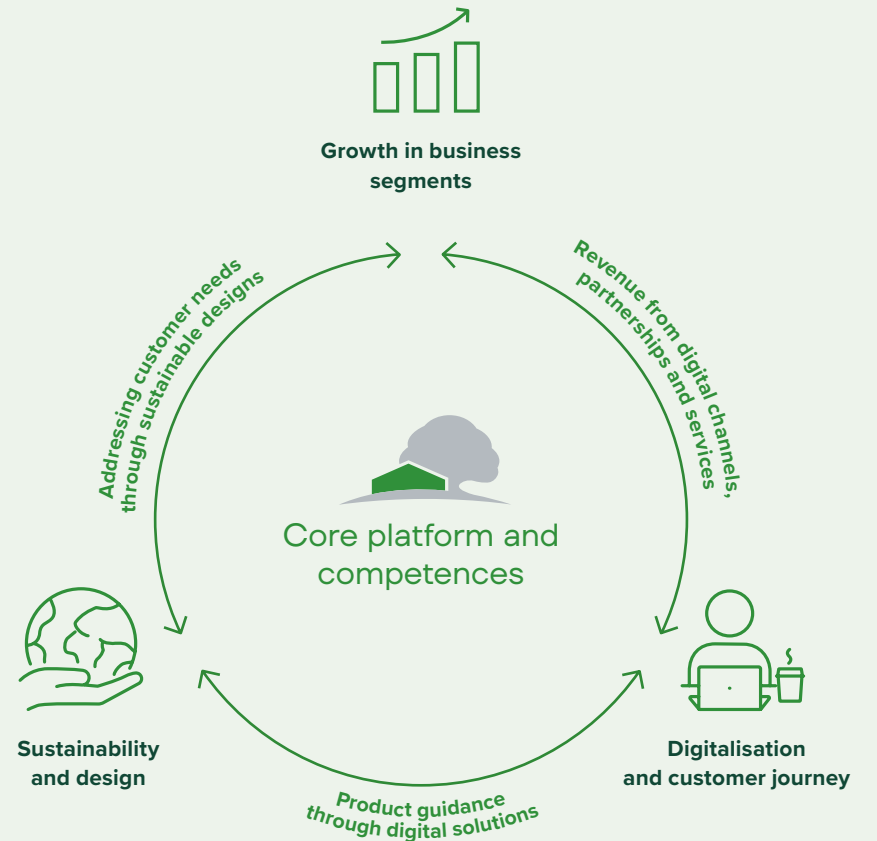 Growth in business
segments
Addressing customer needs
through sustainable designs
Revenue from digital channels,
partnerships and services
Core platform and
competences
Sustainability
and design
Digitalisation
and customer journey
Product guidance
through digital solutions